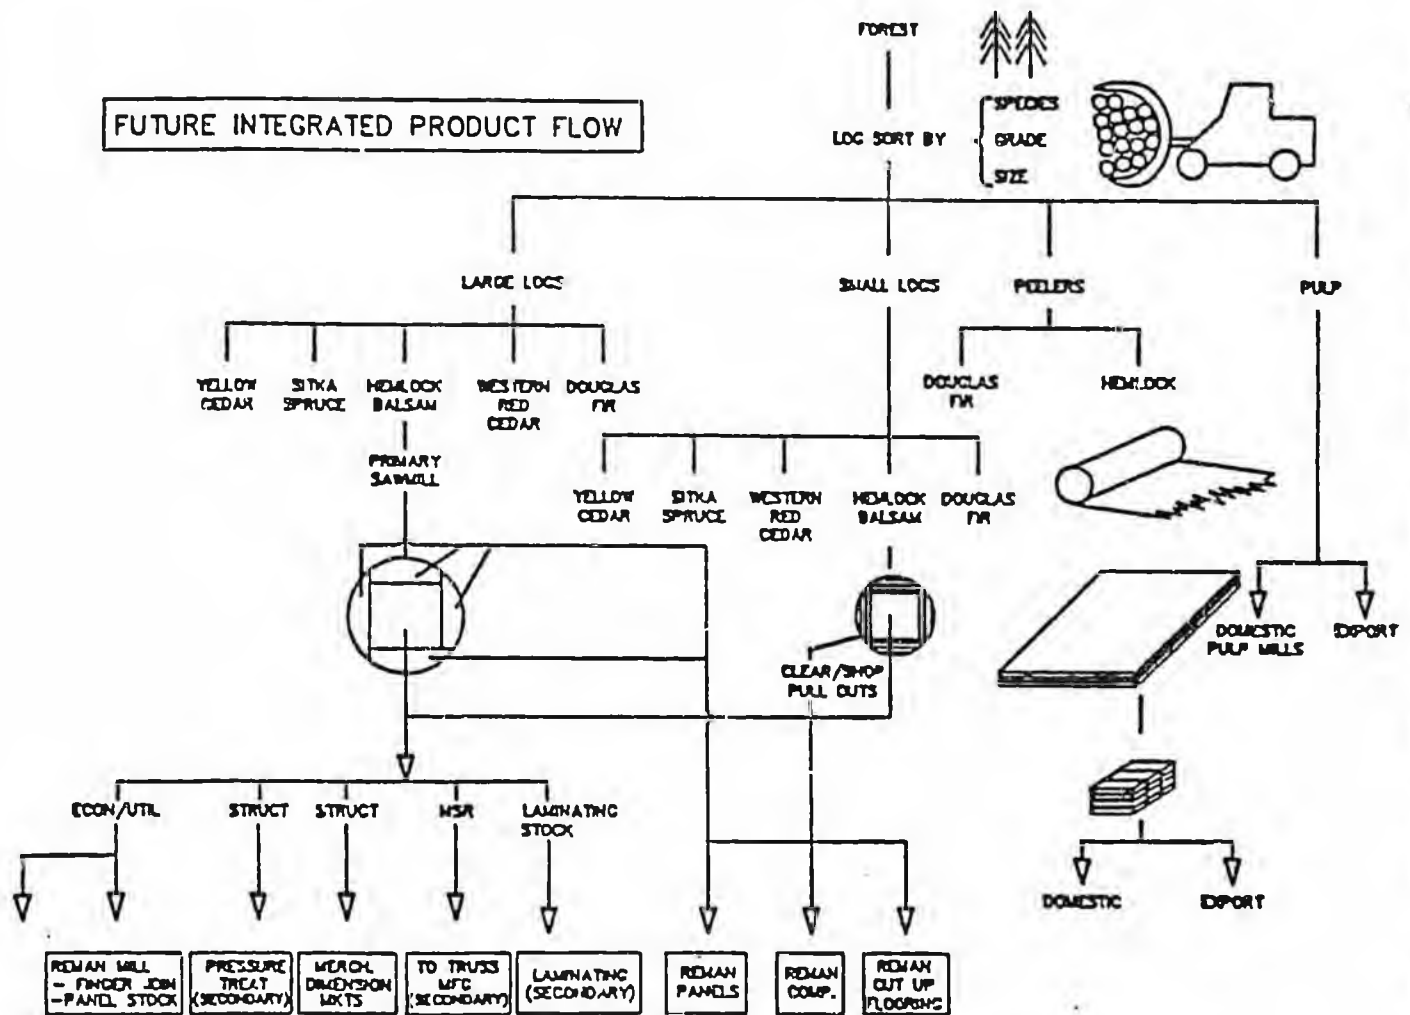 FOREST
FUTURE INTEGRATED PRODUCT FLOW
LOG SORT BY
SPECIES
GRADE
SIZE
LARGE LOGS
SMALL LOGS
PEELERS
PULP
YELLOW
CEDAR
SITKA
SPRUCE
HEMLOCK
BALSAM
WESTERN
RED
CEDAR
DOUGLAS
FIR
DOUGLAS
FIR
HEMLOCK
PRIMARY
SAWMILL
YELLOW
CEDAR
SITKA
SPRUCE
WESTERN
RED
CEDAR
HEMLOCK
BALSAM
DOUGLAS
FIR
CLEAR/SHOP
PULL OUTS
DOMESTIC
PULP MILLS
EXPORT
ECON/UTIL
STRUCT
STRUCT
MSR
LAMINATING
STOCK
DOMESTIC
EXPORT
REMAN MILL
- FINGER JOIN
-PANEL STOCK
PRESSURE
TREAT
(SECONDARY)
MERCH.
DIMENSION
MKTS
TO TRUSS
MFG
(SECONDARY)
LAMINATING
(SECONDARY)
REMAN
PANELS
REMAN
COMP.
REMAN
CUT UP
FLOORING